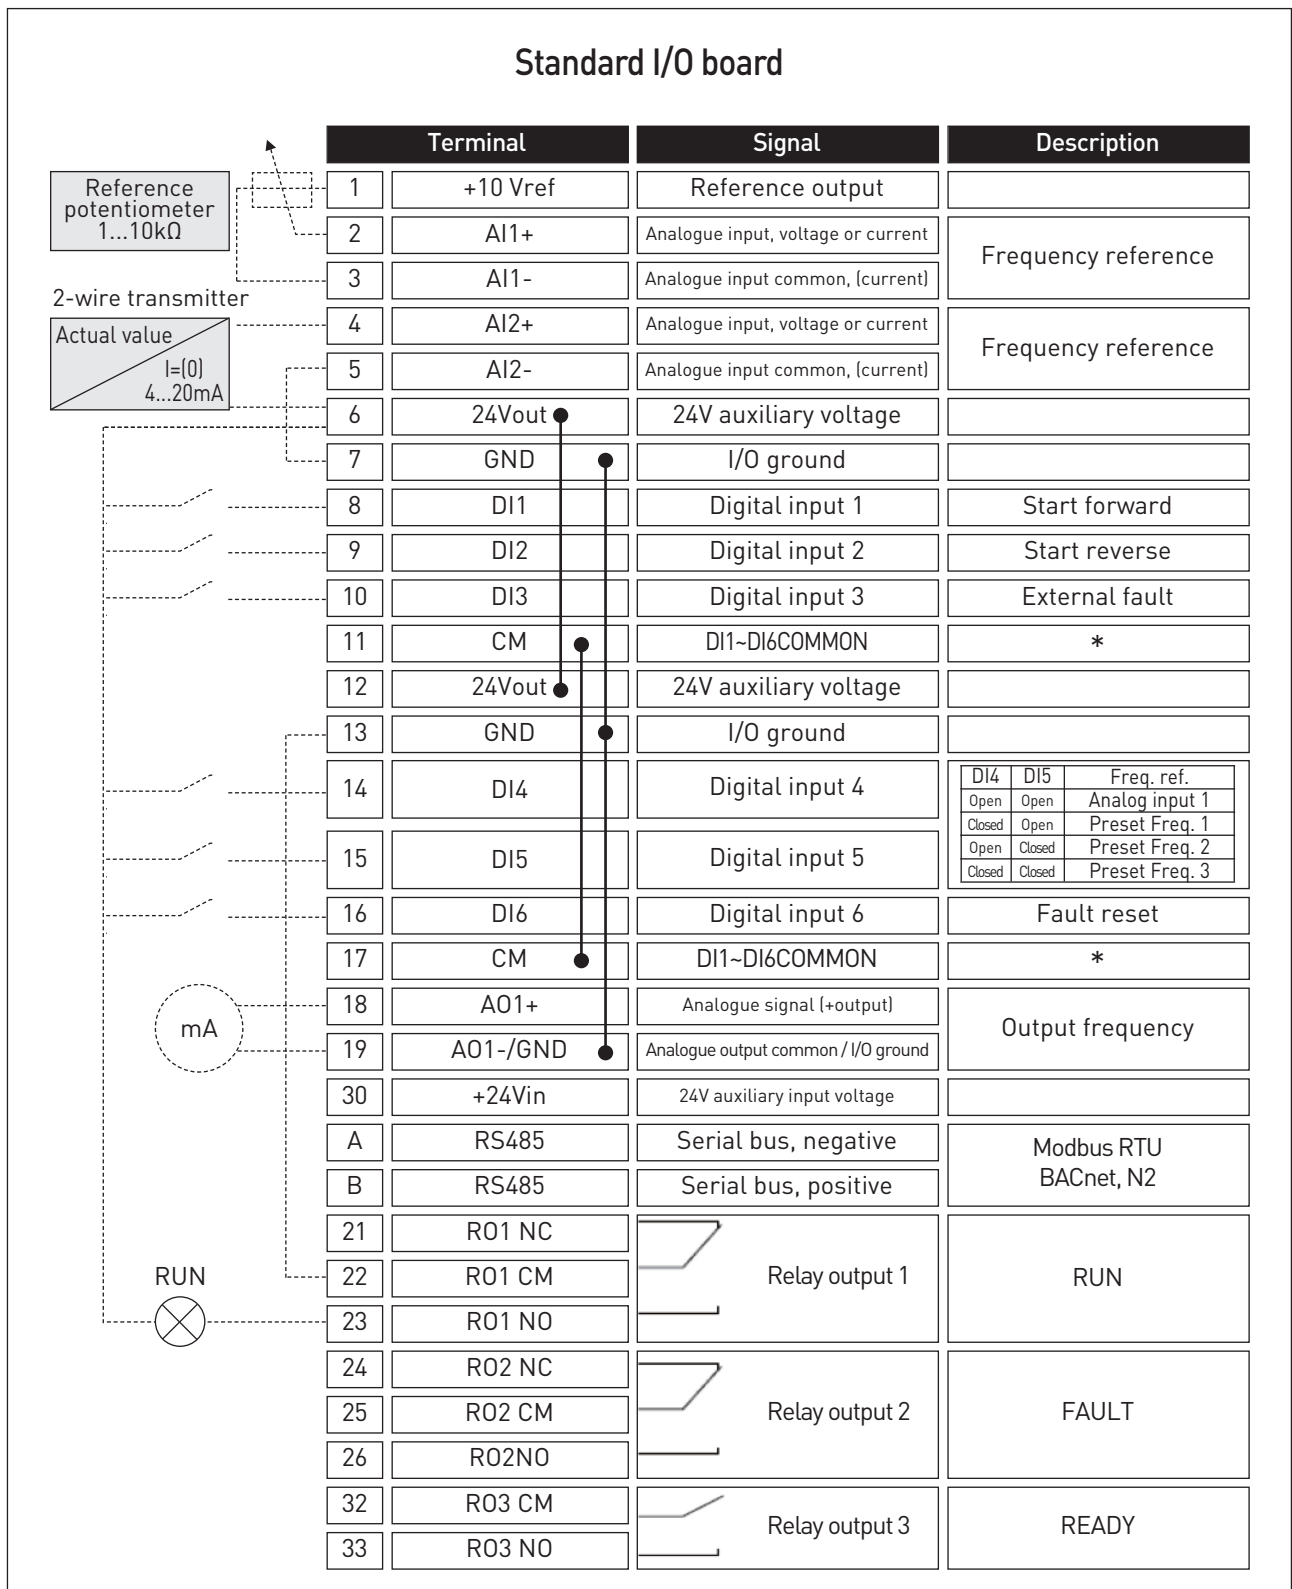 Standard I/O board
Terminal Signal Description
Reference
potentiometer
1...10kΩ
1 +10 Vref Reference output
2 AI1+ Analogue input, voltage or current
Frequency reference
3 AI1- Analogue input common, (current)
2-wire transmitter
Actual value
I=(0)
4...20mA
4 AI2+ Analogue input, voltage or current
Frequency reference
5 AI2- Analogue input common, (current)
6 24Vout 24V auxiliary voltage
7 GND I/O ground
8 DI1 Digital input 1 Start forward
9 DI2 Digital input 2 Start reverse
10 DI3 Digital input 3 External fault
11 CM DI1~DI6COMMON *
12 24Vout 24V auxiliary voltage
13 GND I/O ground
14 DI4 Digital input 4
15 DI5 Digital input 5
DI4 DI5 Freq. ref.
Open Open Analog input 1
Closed Open Preset Freq. 1
Open Closed Preset Freq. 2
Closed Closed Preset Freq. 3
16 DI6 Digital input 6 Fault reset
17 CM DI1~DI6COMMON *
mA
18 AO1+ Analogue signal (+output)
Output frequency
19 AO1-/GND Analogue output common / I/O ground
30 +24Vin 24V auxiliary input voltage
A RS485 Serial bus, negative
B RS485 Serial bus, positive
Modbus RTU
BACnet, N2
21 RO1 NC
RUN
22 RO1 CM Relay output 1 RUN
23 RO1 NO
24 RO2 NC
25 RO2 CM Relay output 2 FAULT
26 RO2NO
32 RO3 CM
Relay output 3 READY
33 RO3 NO